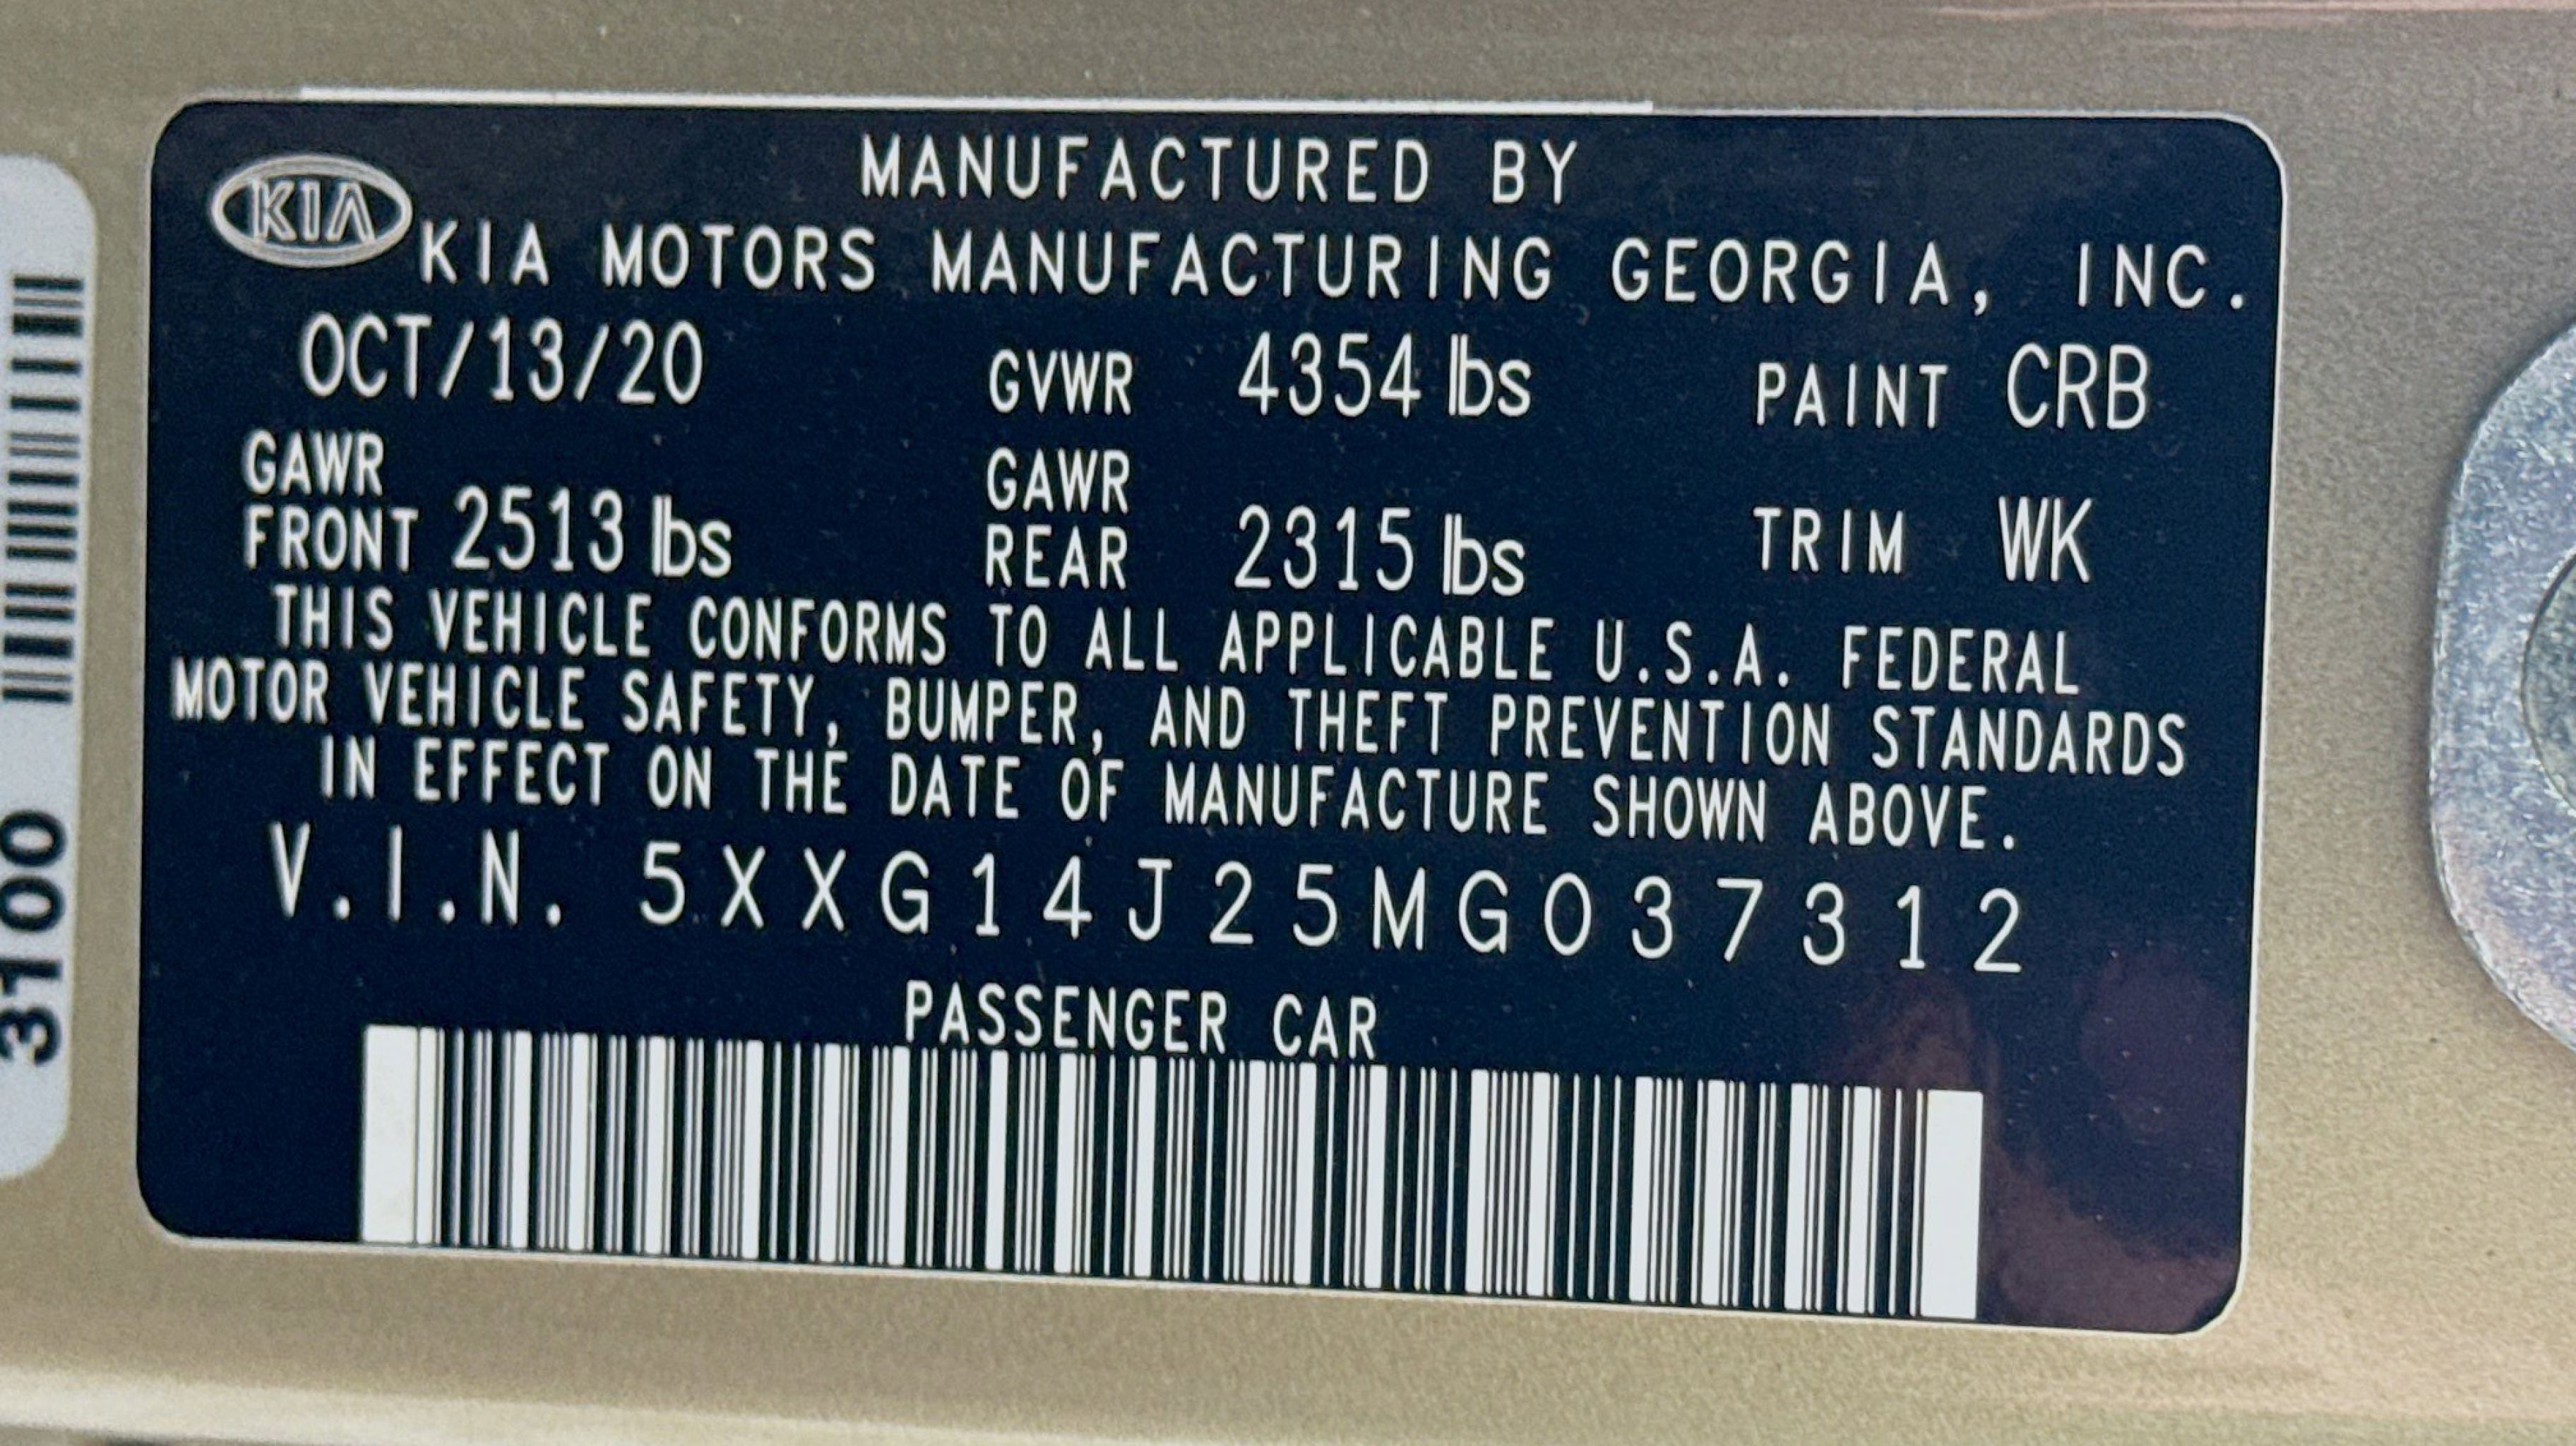 MANUFACTURED BY
KIA
KIA MOTORS MANUFACTURING GEORGIA, INC.
OCT/13/20 GVWR 4354 lbs PAINT CRB
GAWR FRONT 2513 lbs GAWR REAR 2315 lbs TRIM WK
THIS VEHICLE CONFORMS TO ALL APPLICABLE U.S.A. FEDERAL
MOTOR VEHICLE SAFETY, BUMPER, AND THEFT PREVENTION STANDARDS
IN EFFECT ON THE DATE OF MANUFACTURE SHOWN ABOVE.
V.I.N. 5XXG14J25MG037312
PASSENGER CAR
3100